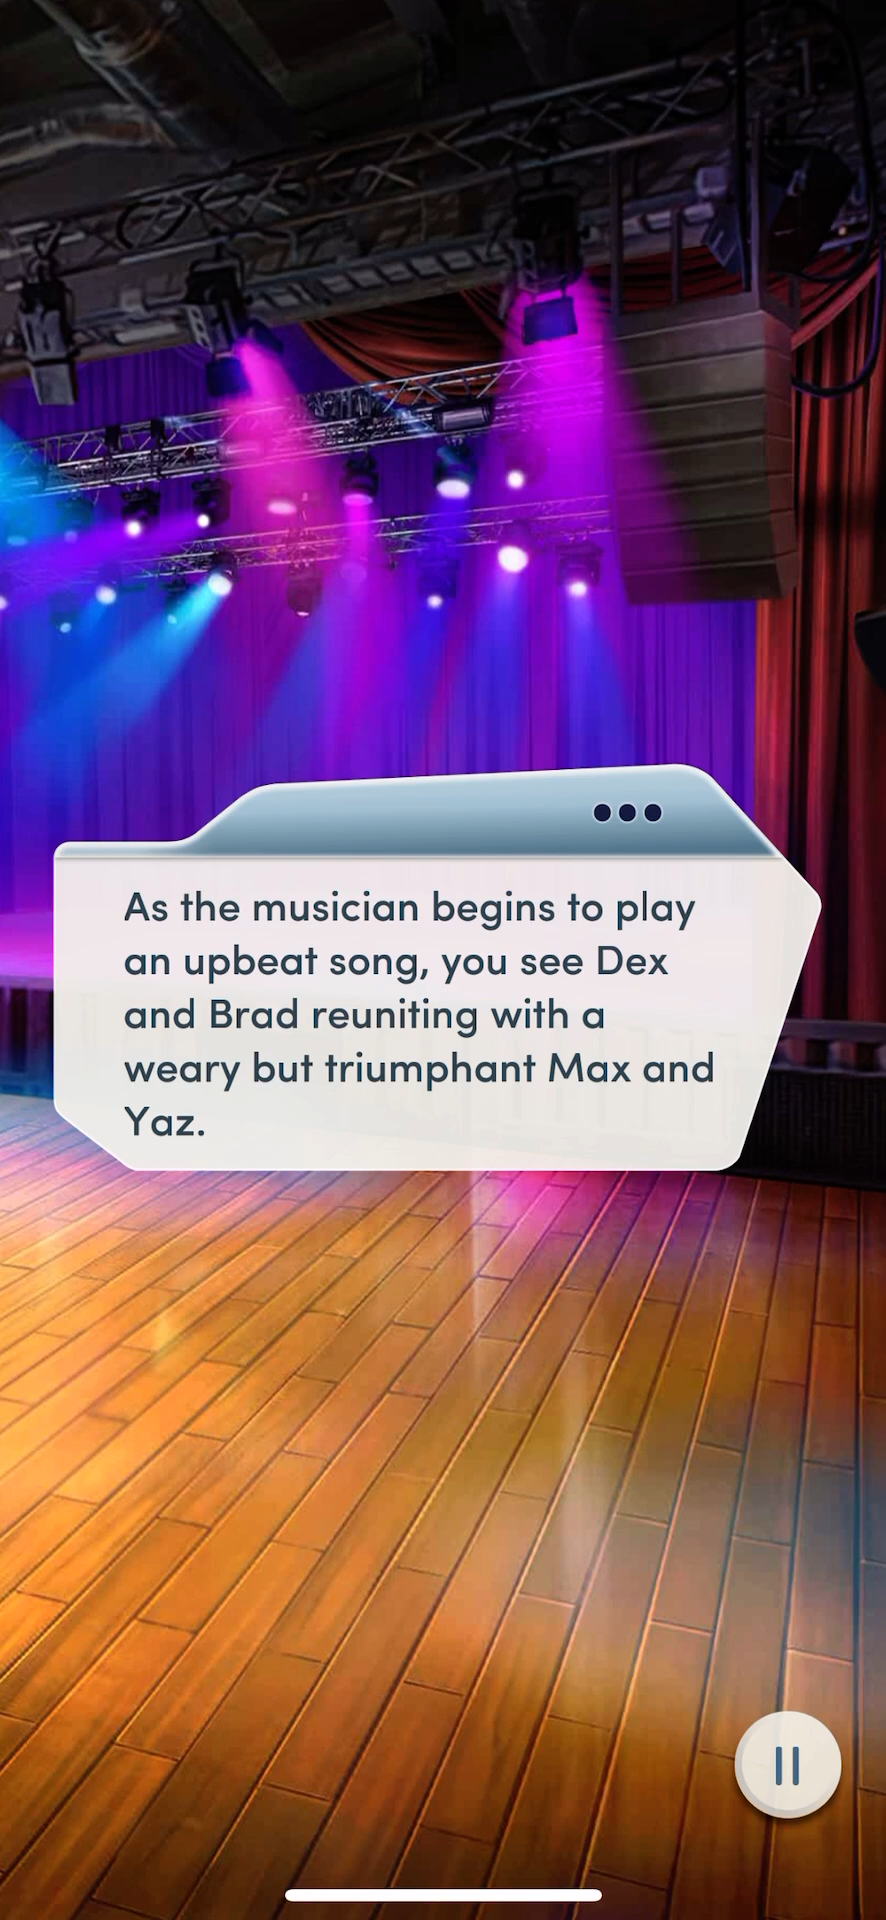 As the musician begins to play
an upbeat song, you see Dex
and Brad reuniting with a
weary but triumphant Max and
Yaz.